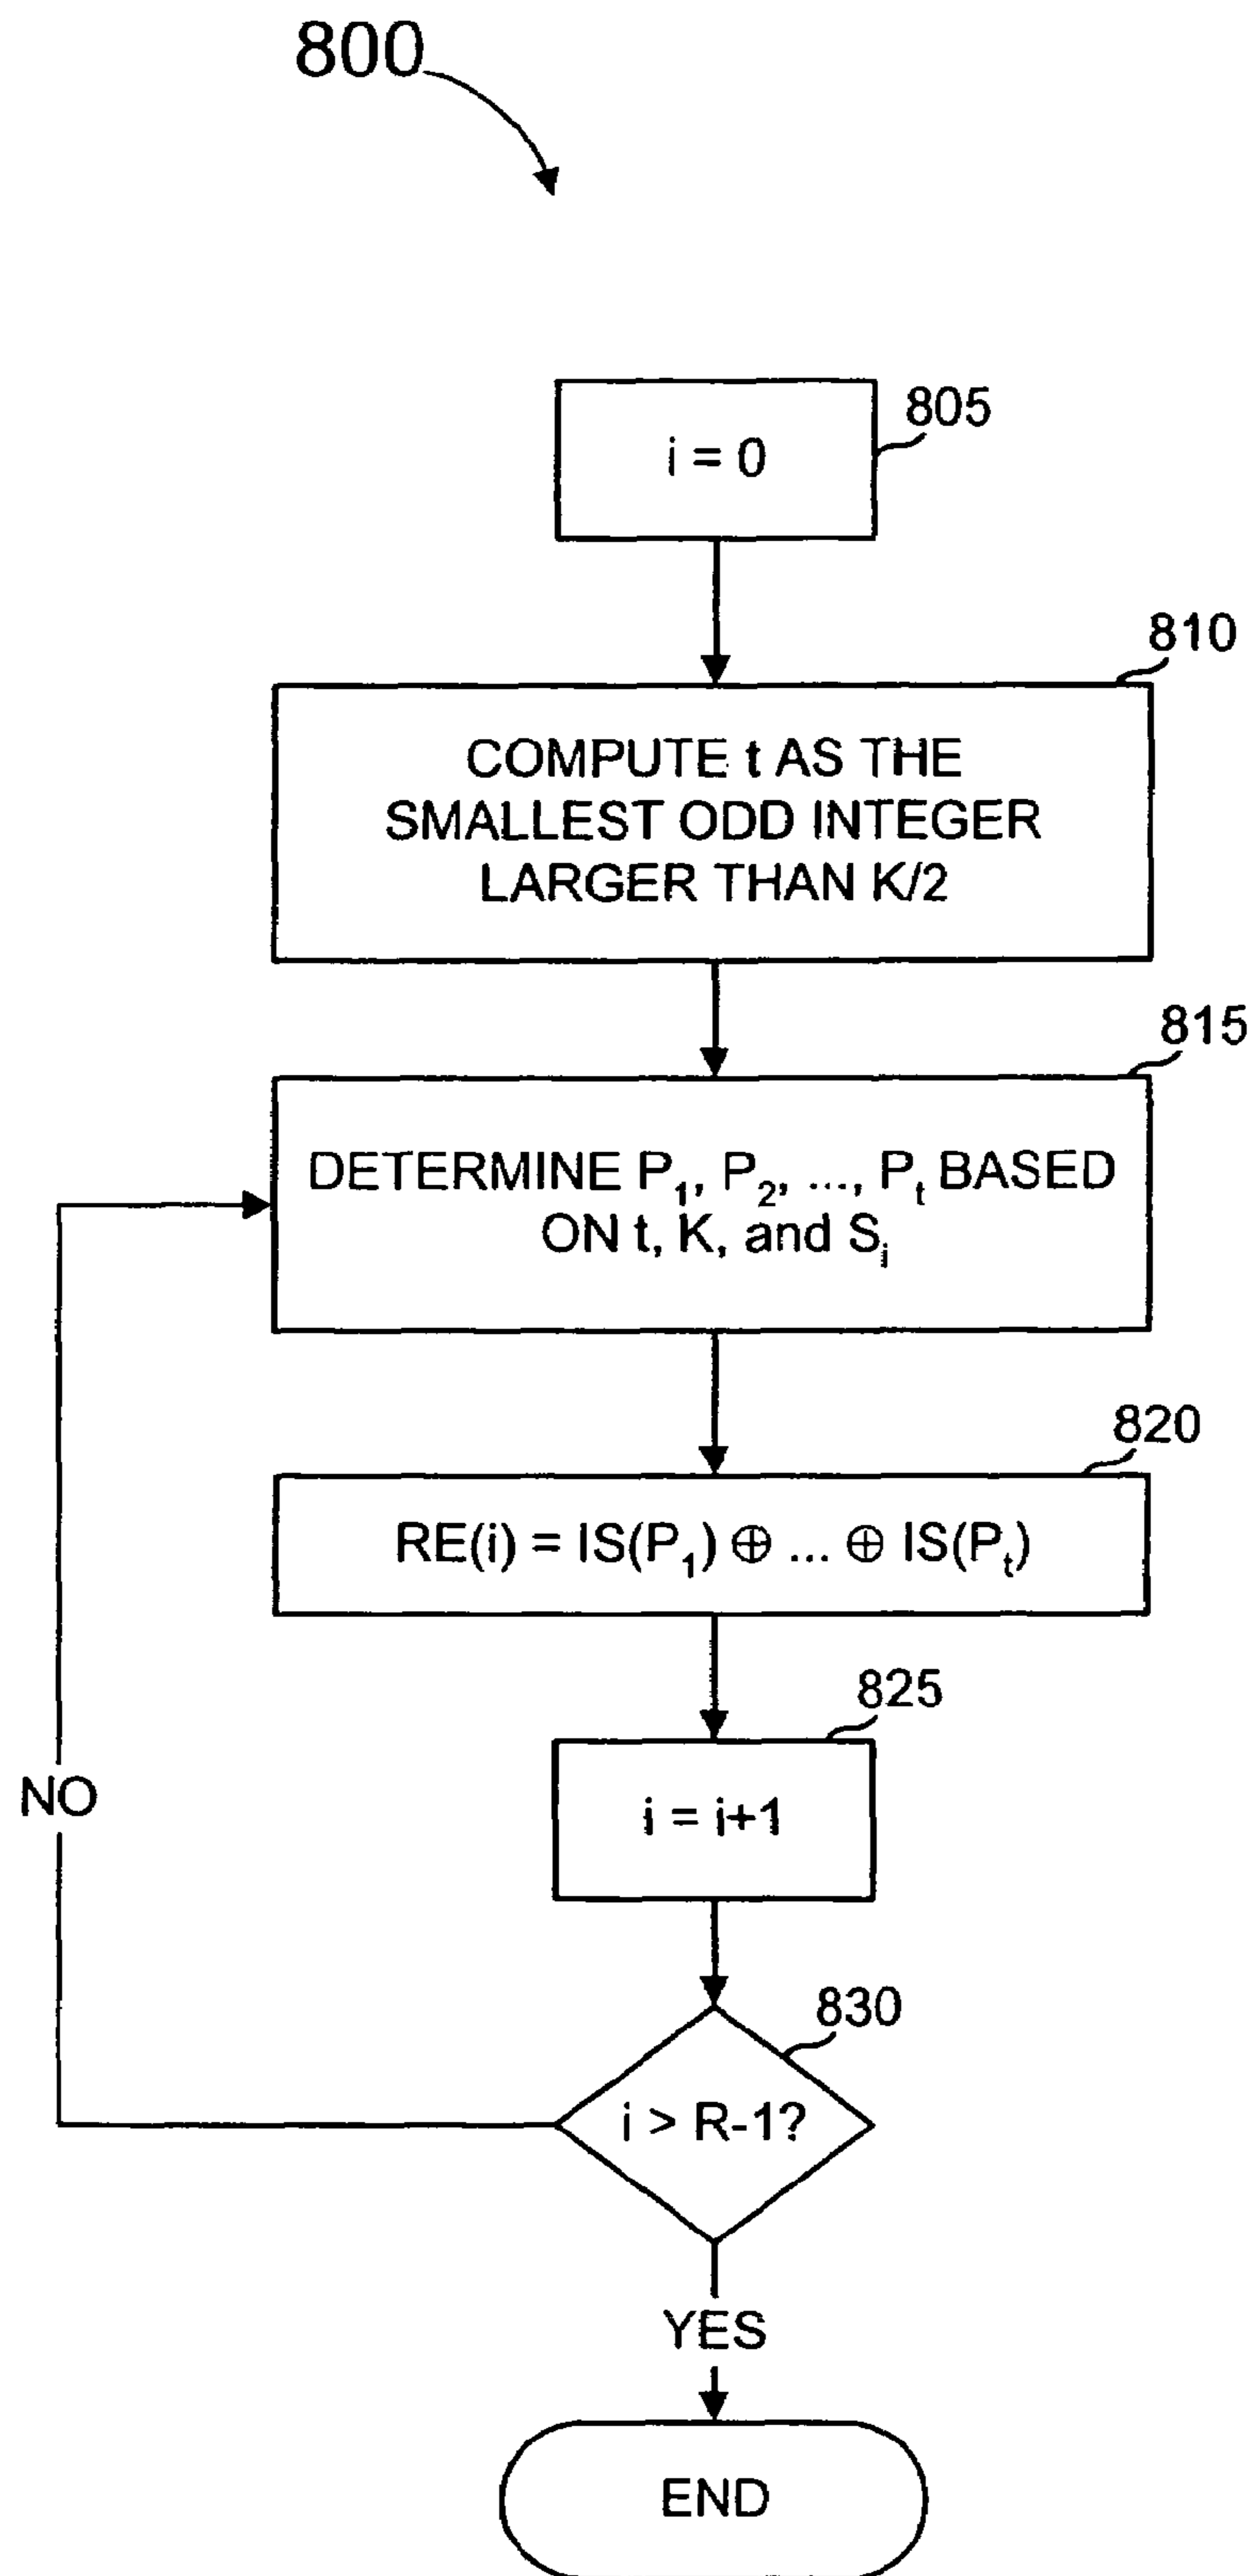 800
805
i = 0
810
COMPUTE t AS THE
SMALLEST ODD INTEGER
LARGER THAN K/2
815
DETERMINE P₁, P₂, ..., Pₜ BASED
ON t, K, and Sᵢ
820
RE(i) = IS(P₁) ⊕ ... ⊕ IS(Pₜ)
825
i = i+1
830
i > R-1?
NO
YES
END